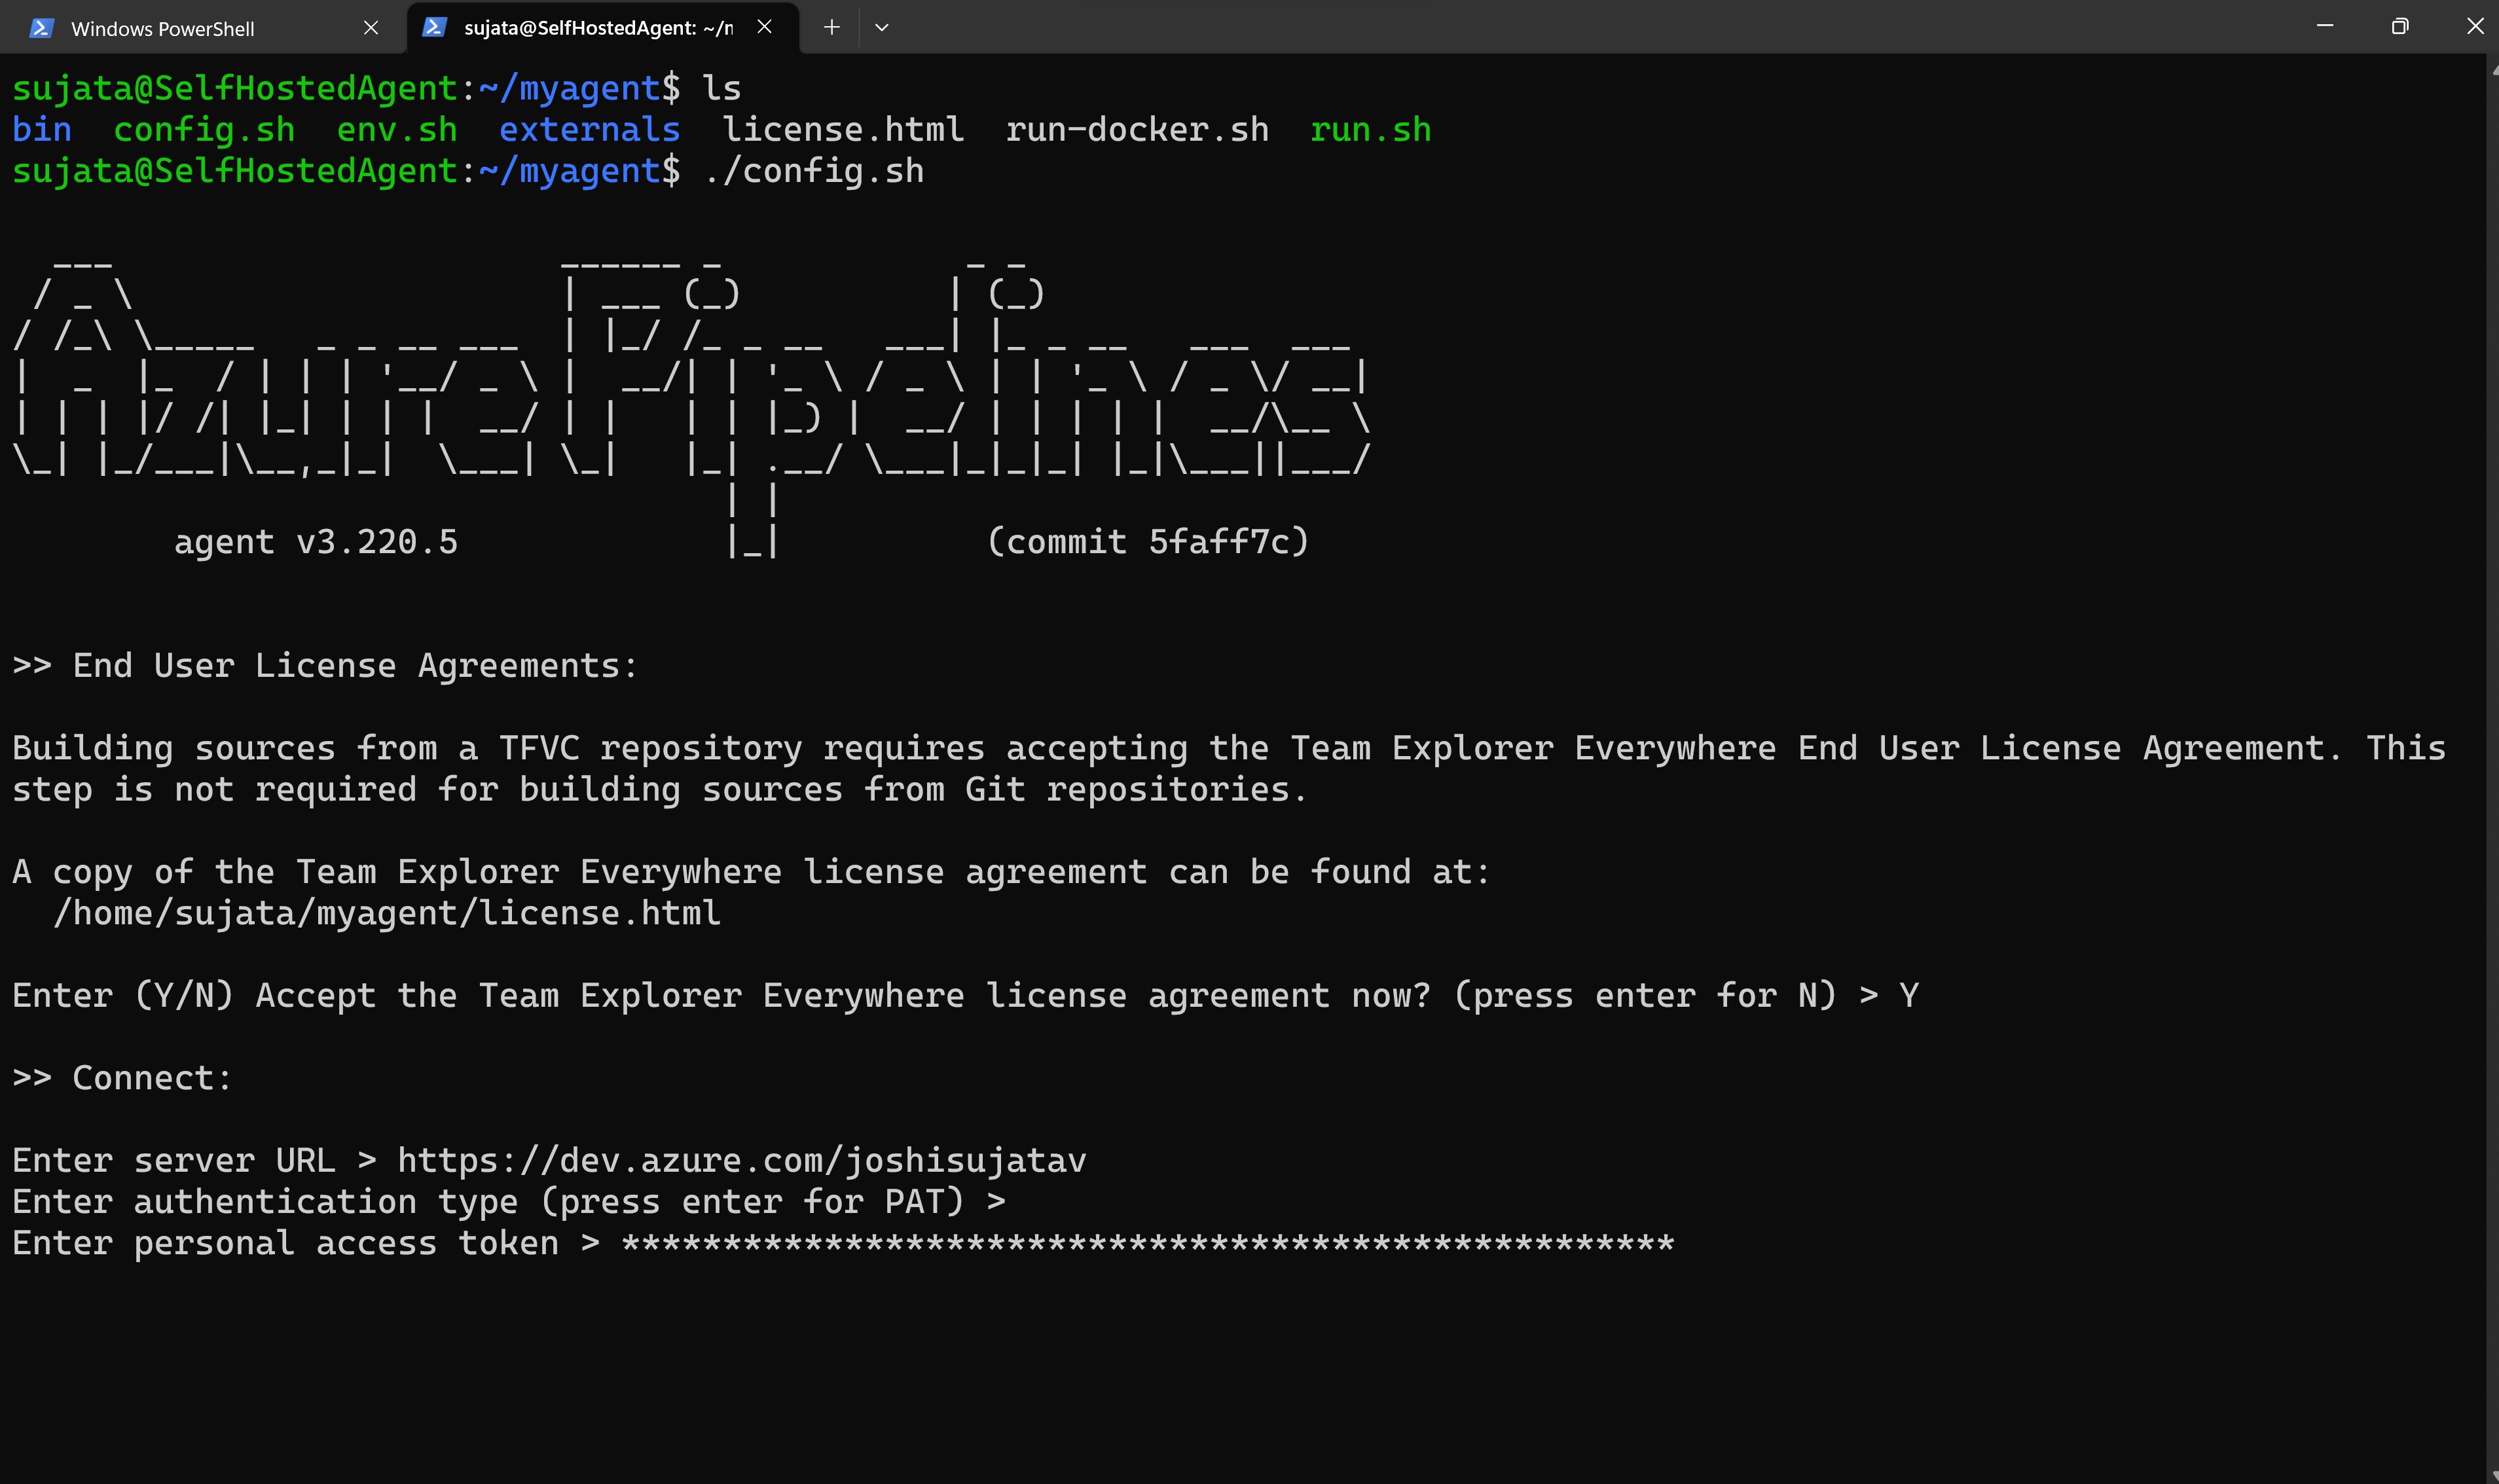 Windows PowerShell
sujata@SelfHostedAgent: ~/n
sujata@SelfHostedAgent:~/myagent$ ls
bin  config.sh  env.sh  externals  license.html  run-docker.sh  run.sh
sujata@SelfHostedAgent:~/myagent$ ./config.sh
Azure Pipelines
agent v3.220.5 (commit 5faff7c)
>> End User License Agreements:
Building sources from a TFVC repository requires accepting the Team Explorer Everywhere End User License Agreement. This
step is not required for building sources from Git repositories.
A copy of the Team Explorer Everywhere license agreement can be found at:
/home/sujata/myagent/license.html
Enter (Y/N) Accept the Team Explorer Everywhere license agreement now? (press enter for N) > Y
>> Connect:
Enter server URL > https://dev.azure.com/joshisujatav
Enter authentication type (press enter for PAT) >
Enter personal access token > ****************************************************